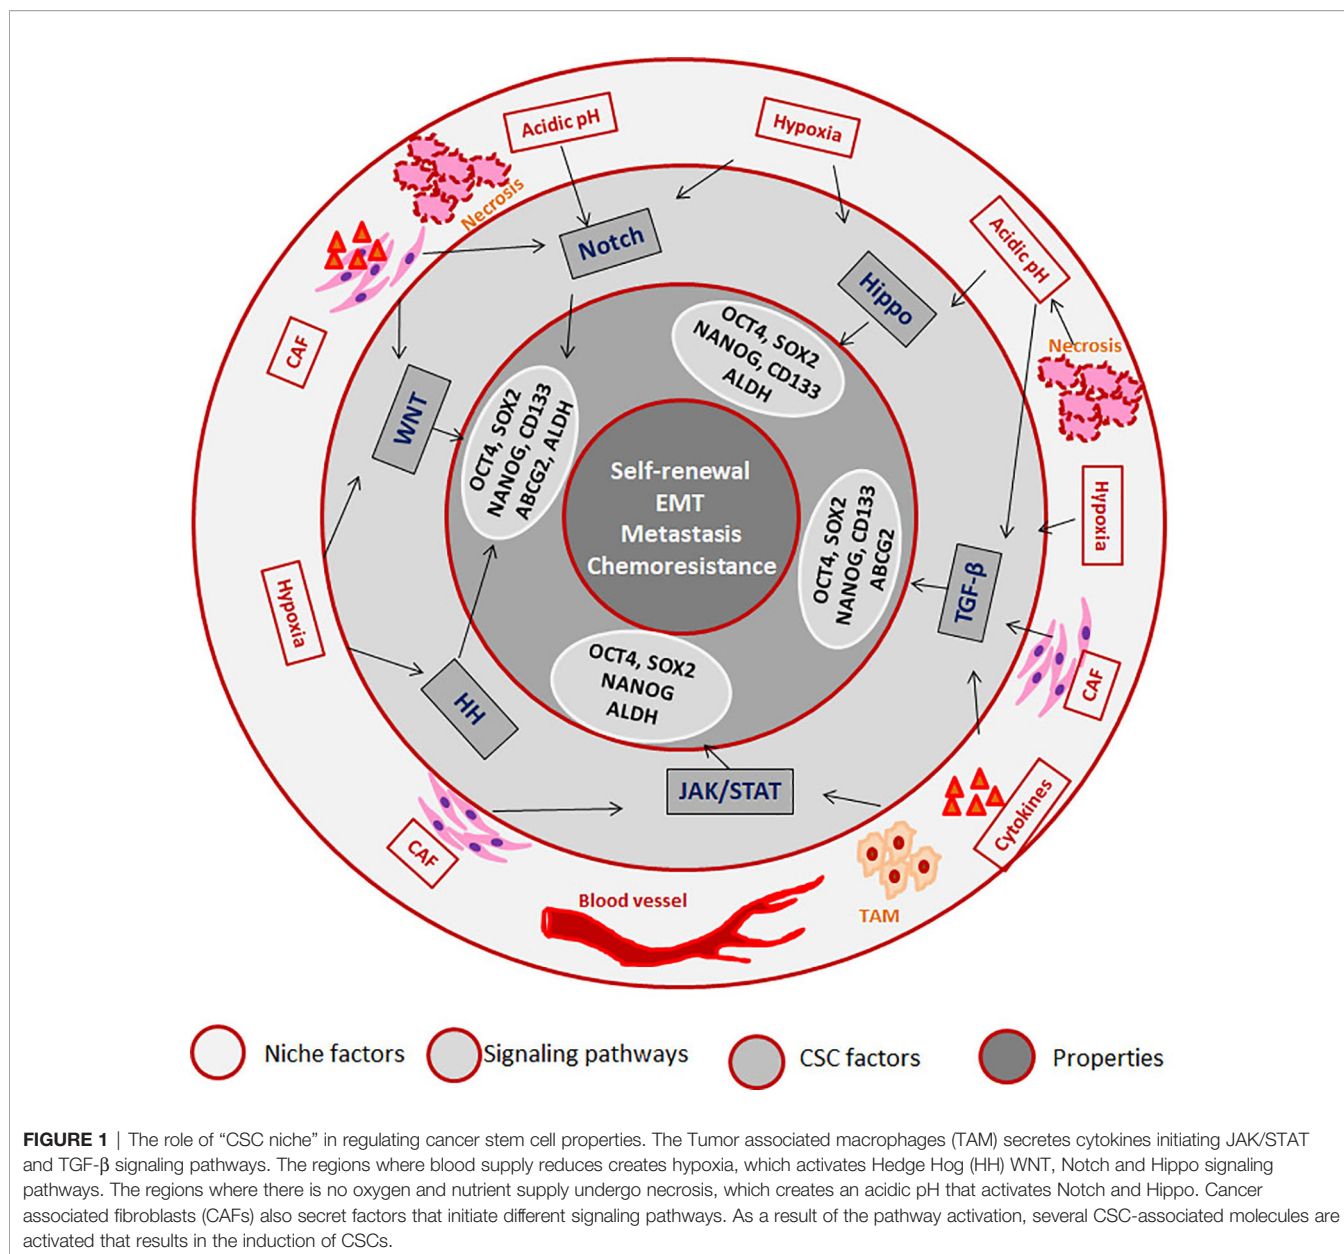 Acidic pH
Hypoxia
Necrosis
Notch
Acidic pH
Hippo
CAF
Necrosis
OCT4, SOX2
NANOG, CD133
ALDH
WNT
OCT4, SOX2
NANOG, CD133
ABCG2, ALDH
Self-renewal
EMT
Metastasis
Chemoresistance
OCT4, SOX2
NANOG, CD133
ABCG2
Hypoxia
TGF-β
Hypoxia
HH
OCT4, SOX2
NANOG
ALDH
CAF
JAK/STAT
Cytokines
CAF
Blood vessel
TAM
Niche factors
Signaling pathways
CSC factors
Properties
FIGURE 1 | The role of “CSC niche” in regulating cancer stem cell properties. The Tumor associated macrophages (TAM) secretes cytokines initiating JAK/STAT
and TGF-β signaling pathways. The regions where blood supply reduces creates hypoxia, which activates Hedge Hog (HH) WNT, Notch and Hippo signaling
pathways. The regions where there is no oxygen and nutrient supply undergo necrosis, which creates an acidic pH that activates Notch and Hippo. Cancer
associated fibroblasts (CAFs) also secret factors that initiate different signaling pathways. As a result of the pathway activation, several CSC-associated molecules are
activated that results in the induction of CSCs.